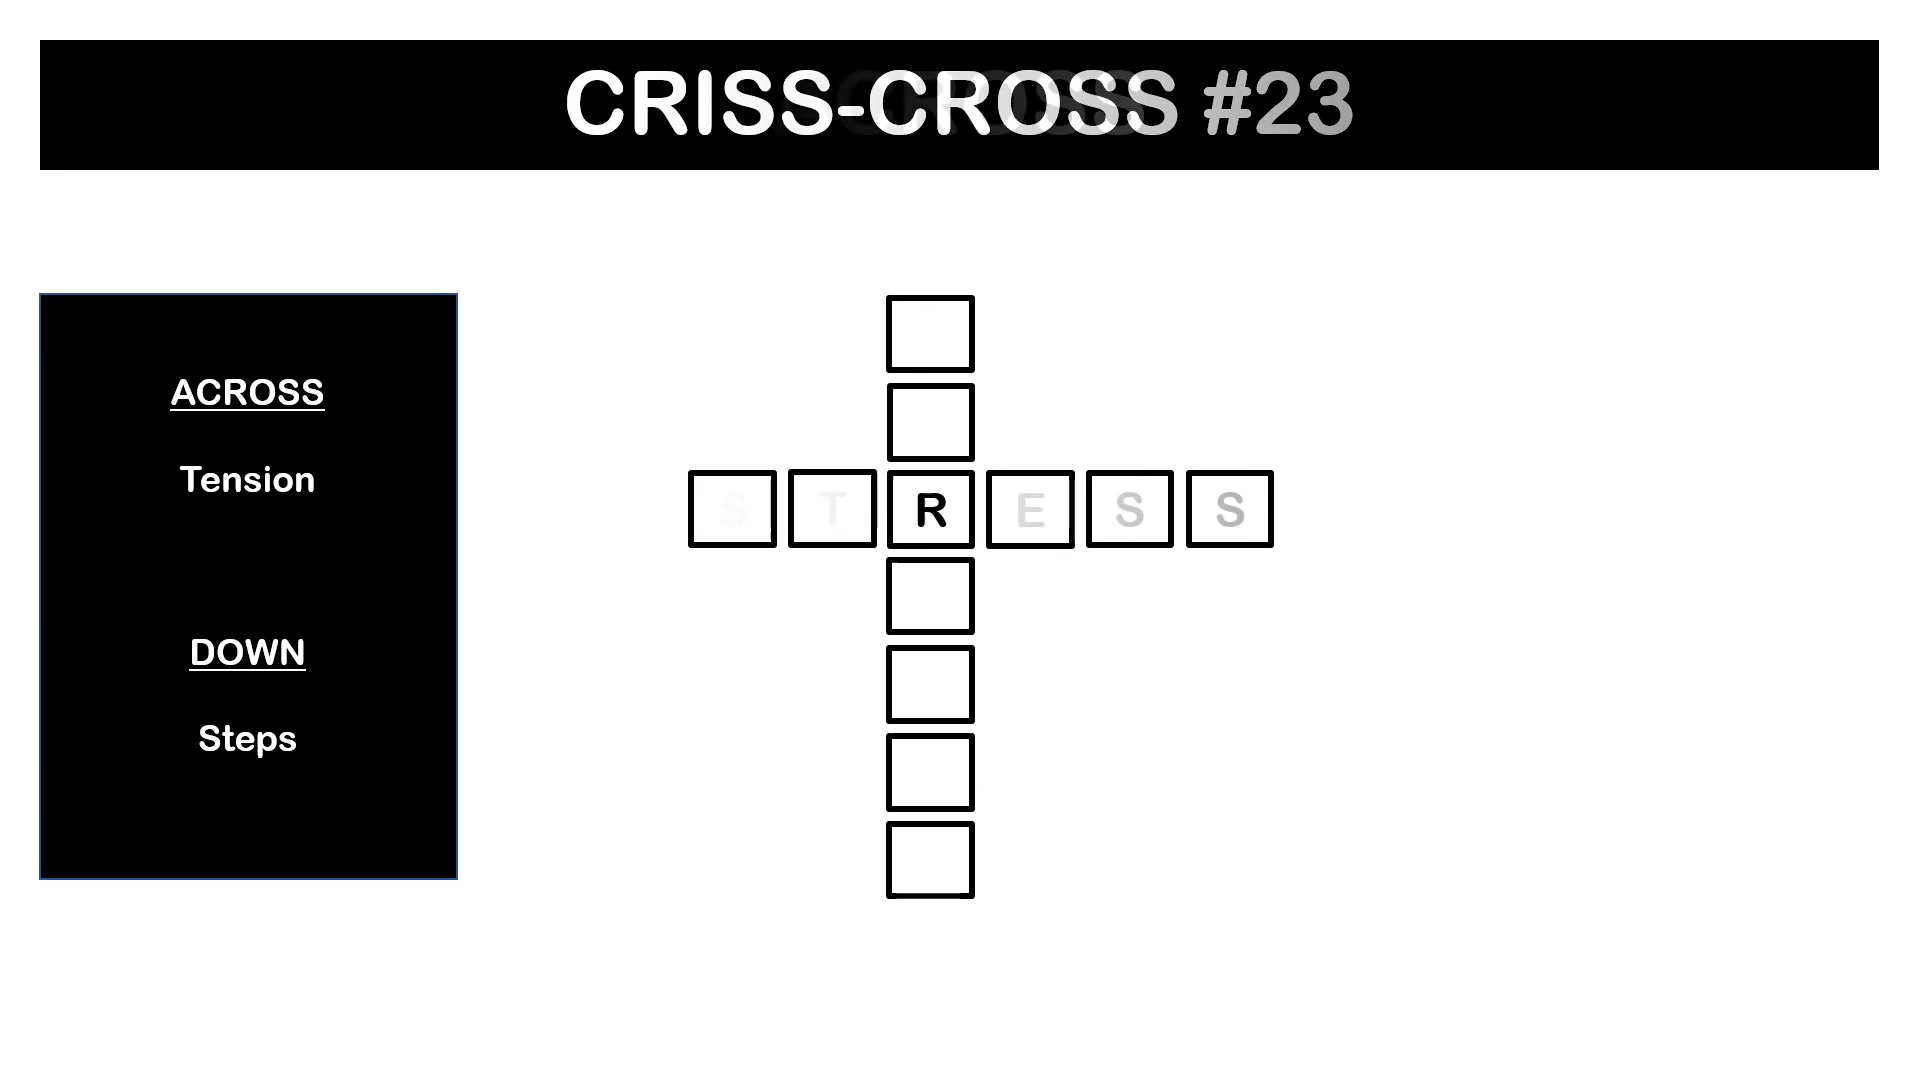 CRISS-CROSS #23
ACROSS
Tension
S T R E S S
DOWN
Steps